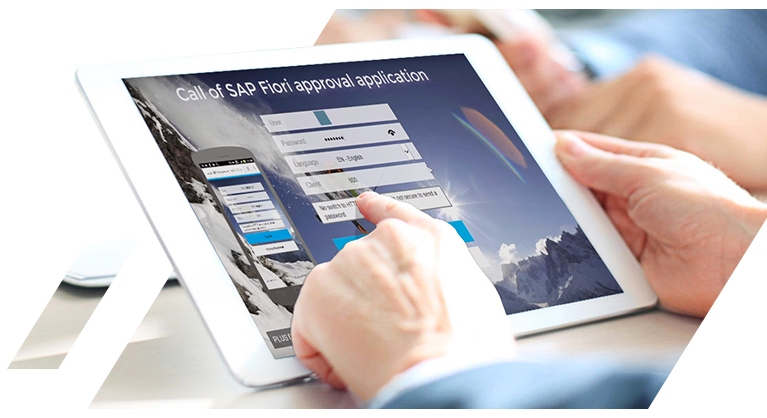 Call of SAP Fiori approval application
User
Password
Language EN - English
Client 800
No switch to HTT not secure to send a
password
PLUS D